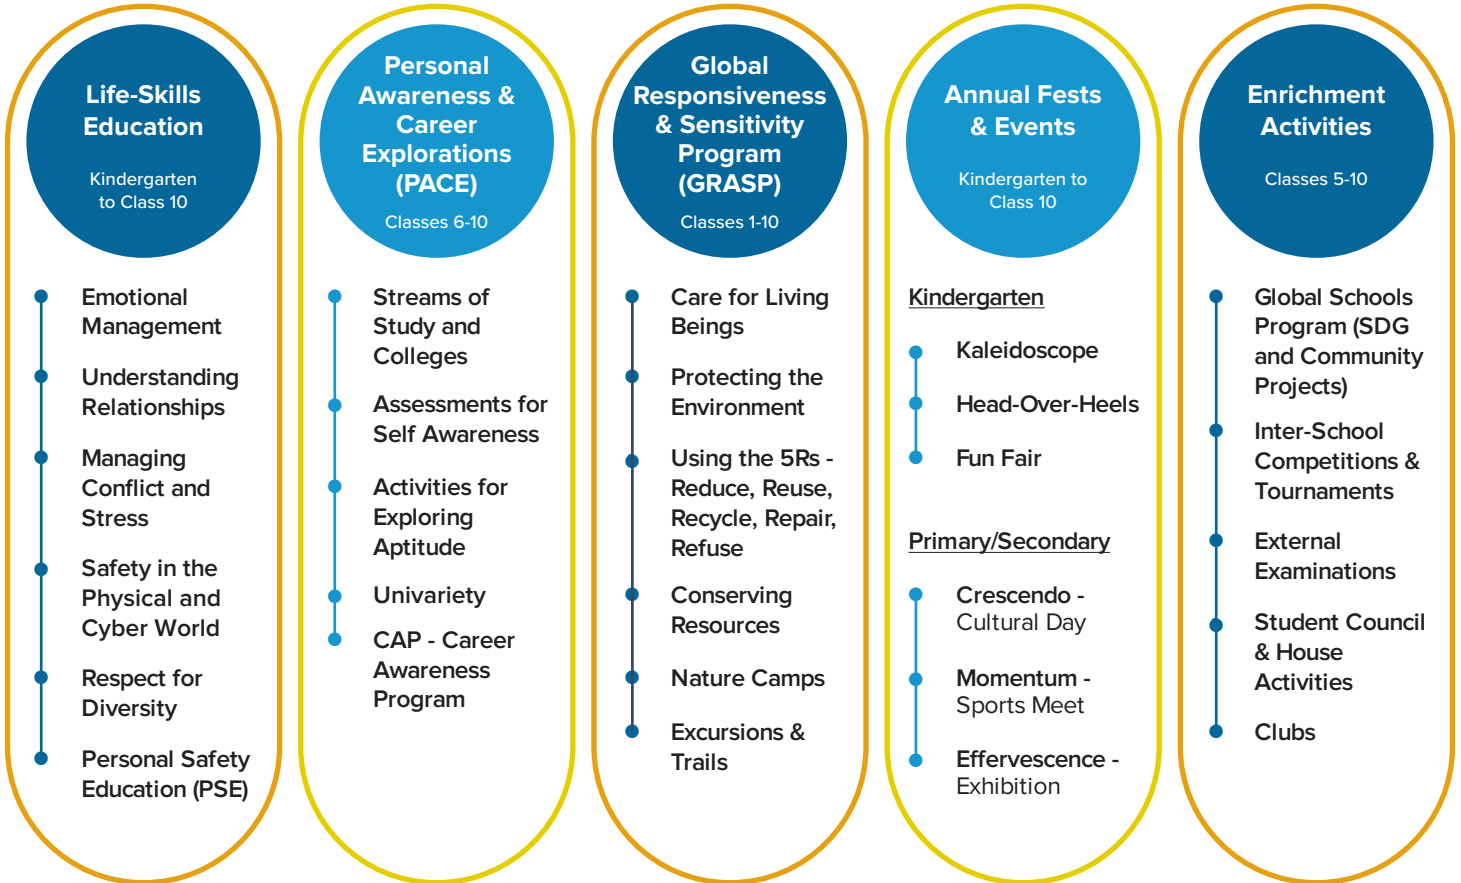 Life-Skills
Education
Kindergarten
to Class 10
Emotional
Management
Understanding
Relationships
Managing
Conflict and
Stress
Safety in the
Physical and
Cyber World
Respect for
Diversity
Personal Safety
Education (PSE)
Personal
Awareness &
Career
Explorations
(PACE)
Classes 6-10
Streams of
Study and
Colleges
Assessments for
Self Awareness
Activities for
Exploring
Aptitude
Univariety
CAP - Career
Awareness
Program
Global
Responsiveness
& Sensitivity
Program
(GRASP)
Classes 1-10
Care for Living
Beings
Protecting the
Environment
Using the 5Rs -
Reduce, Reuse,
Recycle, Repair,
Refuse
Conserving
Resources
Nature Camps
Excursions &
Trails
Annual Fests
& Events
Kindergarten to
Class 10
Kindergarten
Kaleidoscope
Head-Over-Heels
Fun Fair
Primary/Secondary
Crescendo -
Cultural Day
Momentum -
Sports Meet
Effervescence -
Exhibition
Enrichment
Activities
Classes 5-10
Global Schools
Program (SDG
and Community
Projects)
Inter-School
Competitions &
Tournaments
External
Examinations
Student Council
& House
Activities
Clubs